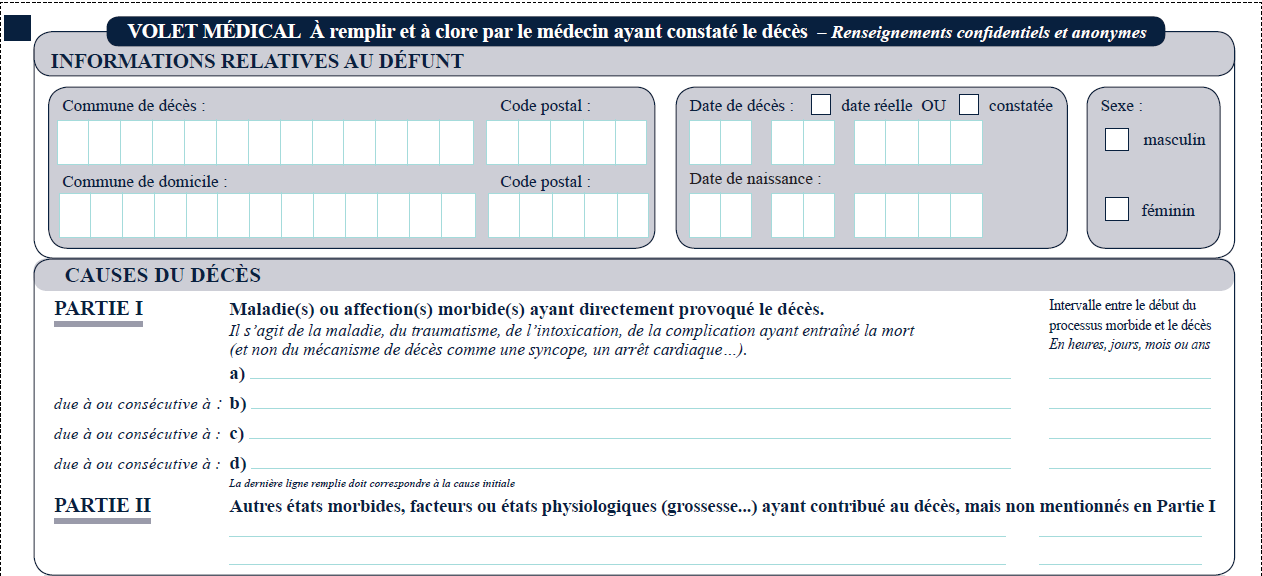 VOLET MÉDICAL À remplir et à clore par le médecin ayant constaté le décès – Renseignements confidentiels et anonymes
INFORMATIONS RELATIVES AU DÉFUNT
Commune de décès :
Code postal :
Commune de domicile :
Code postal :
Date de décès :
date réelle OU
constatée
Date de naissance :
Sexe :
masculin
féminin
CAUSES DU DÉCÈS
PARTIE I
Maladie(s) ou affection(s) morbide(s) ayant directement provoqué le décès.
Il s’agit de la maladie, du traumatisme, de l’intoxication, de la complication ayant entraîné la mort
(et non du mécanisme de décès comme une syncope, un arrêt cardiaque…).
Intervalle entre le début du
processus morbide et le décès
En heures, jours, mois ou ans
a)
due à ou consécutive à : b)
due à ou consécutive à : c)
due à ou consécutive à : d)
La dernière ligne remplie doit correspondre à la cause initiale
PARTIE II
Autres états morbides, facteurs ou états physiologiques (grossesse...) ayant contribué au décès, mais non mentionnés en Partie I